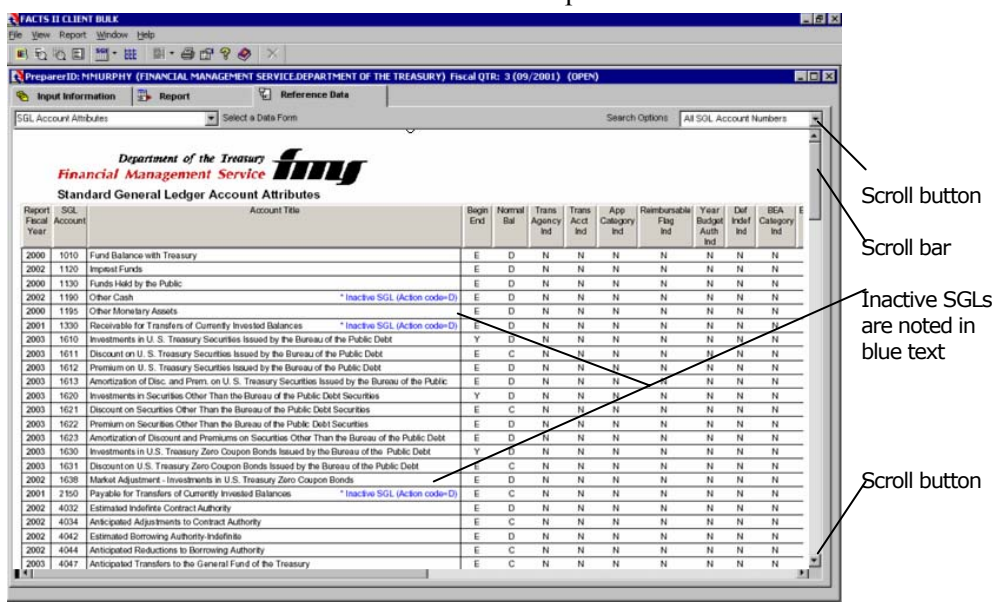 FACTS II CLIENT BULK
File View Report Window Help
PreparerID: MMURPHY (FINANCIAL MANAGEMENT SERVICE.DEPARTMENT OF THE TREASURY) Fiscal QTR: 3 (09/2001) (OPEN)
Input Information Report Reference Data
SGL Account Attributes Select a Data Form Search Options All SGL Account Numbers
Department of the Treasury fms
Financial Management Service
Standard General Ledger Account Attributes
Report Fiscal Year SGL Account Account Title Begin End Normal Bal Trans Agency Ind Trans Acct Ind App Category Ind Reimbursable Flag Ind Year Budget Auth Ind Def Indef Ind BEA Category Ind E
2000 1010 Fund Balance with Treasury E D N N N N N N N
2002 1120 Imprest Funds E D N N N N N N N
2000 1130 Funds Held by the Public E D N N N N N N N
2002 1190 Other Cash * Inactive SGL (Action code=D) E D N N N N N N N
2000 1195 Other Monetary Assets E D N N N N N N N
2001 1330 Receivable for Transfers of Currently Invested Balances * Inactive SGL (Action code=D) E D N N N N N N N
2003 1610 Investments in U. S. Treasury Securities Issued by the Bureau of the Public Debt Y D N N N N N N N
2003 1611 Discount on U. S. Treasury Securities Issued by the Bureau of the Public Debt E C N N N N N N N
2003 1612 Premium on U. S. Treasury Securities Issued by the Bureau of the Public Debt E D N N N N N N N
2003 1613 Amortization of Disc. and Prem. on U. S. Treasury Securities Issued by the Bureau of the Public E D N N N N N N N
2003 1620 Investments in Securities Other Than the Bureau of the Public Debt Securities Y D N N N N N N N
2003 1621 Discount on Securities Other Than the Bureau of the Public Debt Securities E C N N N N N N N
2003 1622 Premium on Securities Other Than the Bureau of the Public Debt Securities E D N N N N N N N
2003 1623 Amortization of Discount and Premiums on Securities Other Than the Bureau of the Public Debt E D N N N N N N N
2003 1630 Investments in U.S. Treasury Zero Coupon Bonds Issued by the Bureau of the Public Debt Y D N N N N N N N
2003 1631 Discount on U.S. Treasury Zero Coupon Bonds Issued by the Bureau of the Public Debt E C N N N N N N N
2002 1638 Market Adjustment - Investments in U.S. Treasury Zero Coupon Bonds E D N N N N N N N
2001 2150 Payable for Transfers of Currently Invested Balances * Inactive SGL (Action code=D) E C N N N N N N N
2002 4032 Estimated Indefinte Contract Authority E D N N N N N N N
2002 4034 Anticipated Adjustments to Contract Authority E C N N N N N N N
2002 4042 Estimated Borrowing Authority-Indefinite E D N N N N N N N
2002 4044 Anticipated Reductions to Borrowing Authority E C N N N N N N N
2003 4047 Anticipated Transfers to the General Fund of the Treasury E C N N N N N N N
Scroll button
Scroll bar
Inactive SGLs
are noted in
blue text
Scroll button